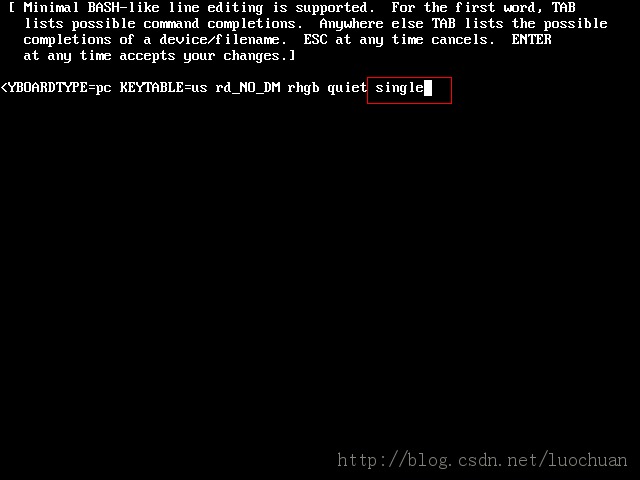 [ Minimal BASH-like line editing is supported.  For the first word, TAB
lists possible command completions.  Anywhere else TAB lists the possible
completions of a device/filename.  ESC at any time cancels.  ENTER
at any time accepts your changes.]
<YBOARDTYPE=pc KEYTABLE=us rd_NO_DM rhgb quiet single
http://blog.csdn.net/luochuan